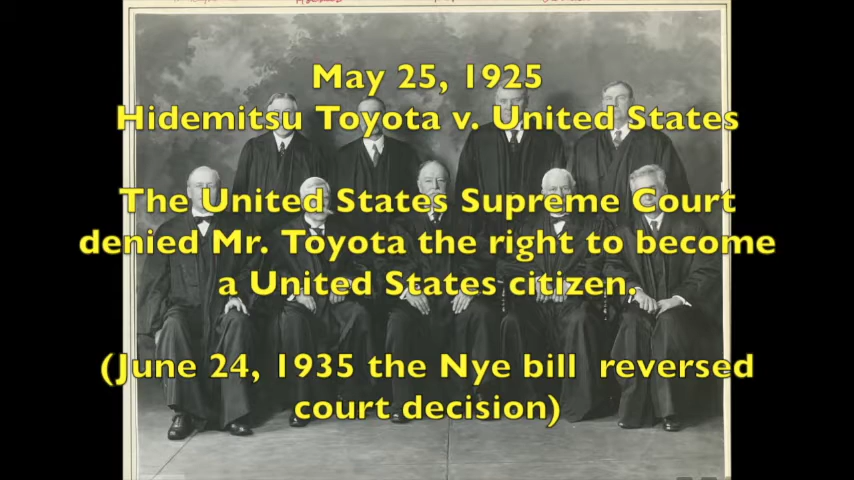 May 25, 1925
Hidemitsu Toyota v. United States
The United States Supreme Court
denied Mr. Toyota the right to become
a United States citizen.
(June 24, 1935 the Nye bill reversed
court decision)